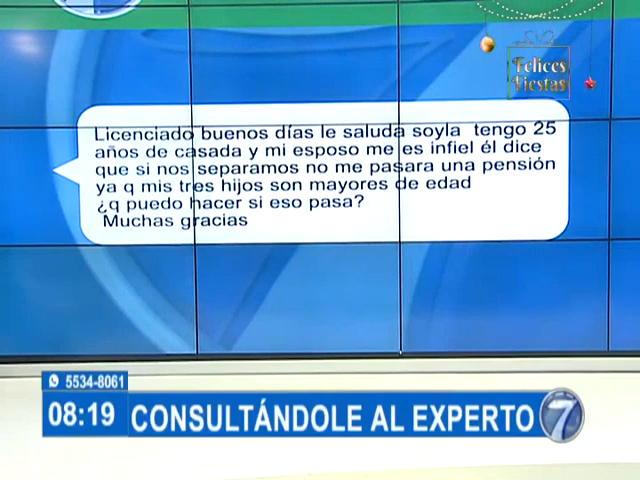 Felices
Fiestas
Licenciado buenos días le saluda soyla tengo 25
años de casada y mi esposo me es infiel él dice
que si nos separamos no me pasara una pensión
ya q mis tres hijos son mayores de edad
¿q puedo hacer si eso pasa?
Muchas gracias
5534-8061
08:19
CONSULTÁNDOLE AL EXPERTO
7